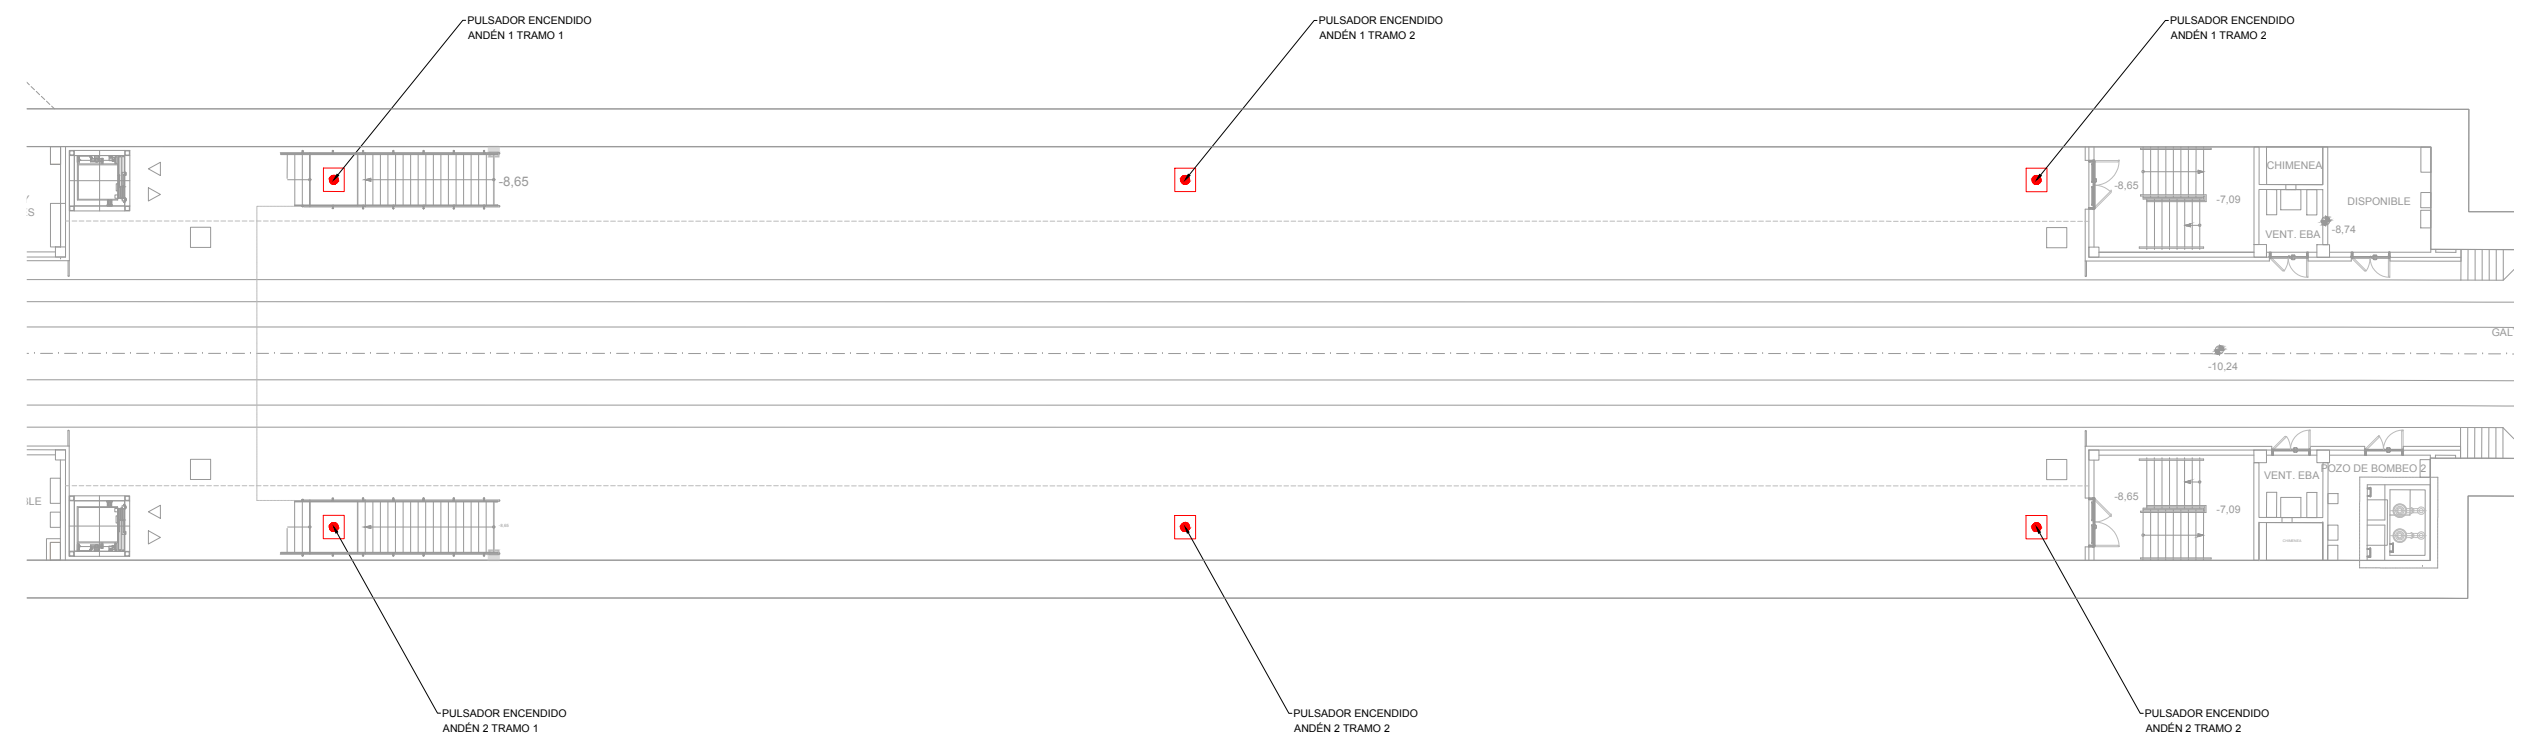 PULSADOR ENCENDIDO
ANDÉN 1 TRAMO 1
PULSADOR ENCENDIDO
ANDÉN 1 TRAMO 2
PULSADOR ENCENDIDO
ANDÉN 1 TRAMO 2
-8,65
-8,65
-7,09
CHIMENEA
VENT. EBA
-8,74
DISPONIBLE
GAL
-10,24
-8,65
-7,09
VENT. EBA
POZO DE BOMBEO 2
CHIMENEA
PULSADOR ENCENDIDO
ANDÉN 2 TRAMO 1
PULSADOR ENCENDIDO
ANDÉN 2 TRAMO 2
PULSADOR ENCENDIDO
ANDÉN 2 TRAMO 2